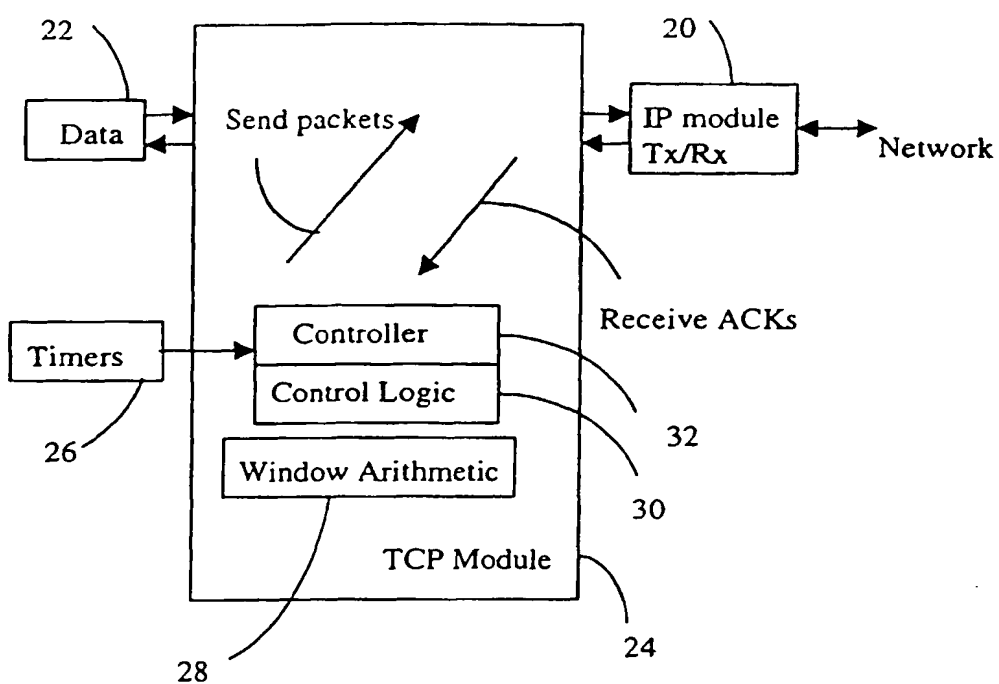 22
20
Data
Send packets
IP module
Tx/Rx
Network
Receive ACKs
Timers
Controller
Control Logic
26
32
Window Arithmetic
30
TCP Module
24
28